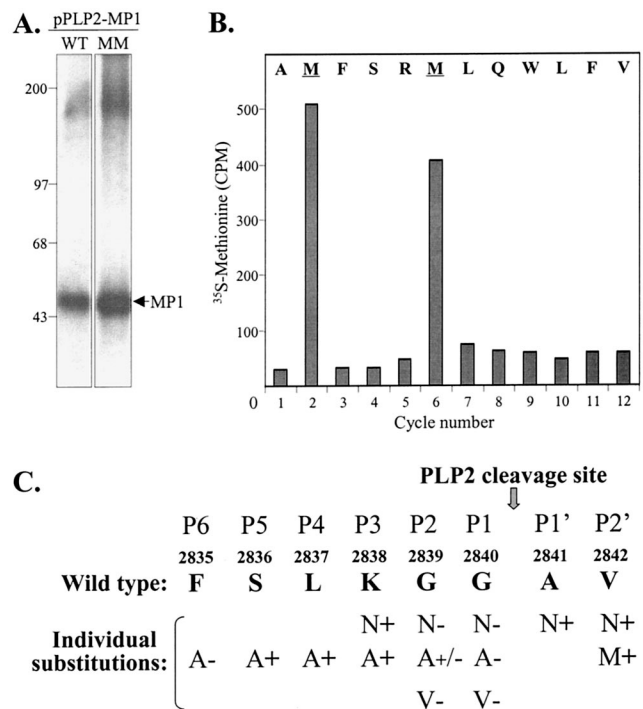 A.
pPLP2-MP1
WT MM
200
97
68
43
MP1
B.
A M F S R M L Q W L F V
500
400
300
200
100
0
35S-Methionine (CPM)
1 2 3 4 5 6 7 8 9 10 11 12
Cycle number
C.
PLP2 cleavage site
P6 P5 P4 P3 P2 P1 P1’ P2’
2835 2836 2837 2838 2839 2840 2841 2842
Wild type: F S L K G G A V
N+ N- N- N+ N+
Individual substitutions: A- A+ A+ A+ A+/- A- M+
V- V-